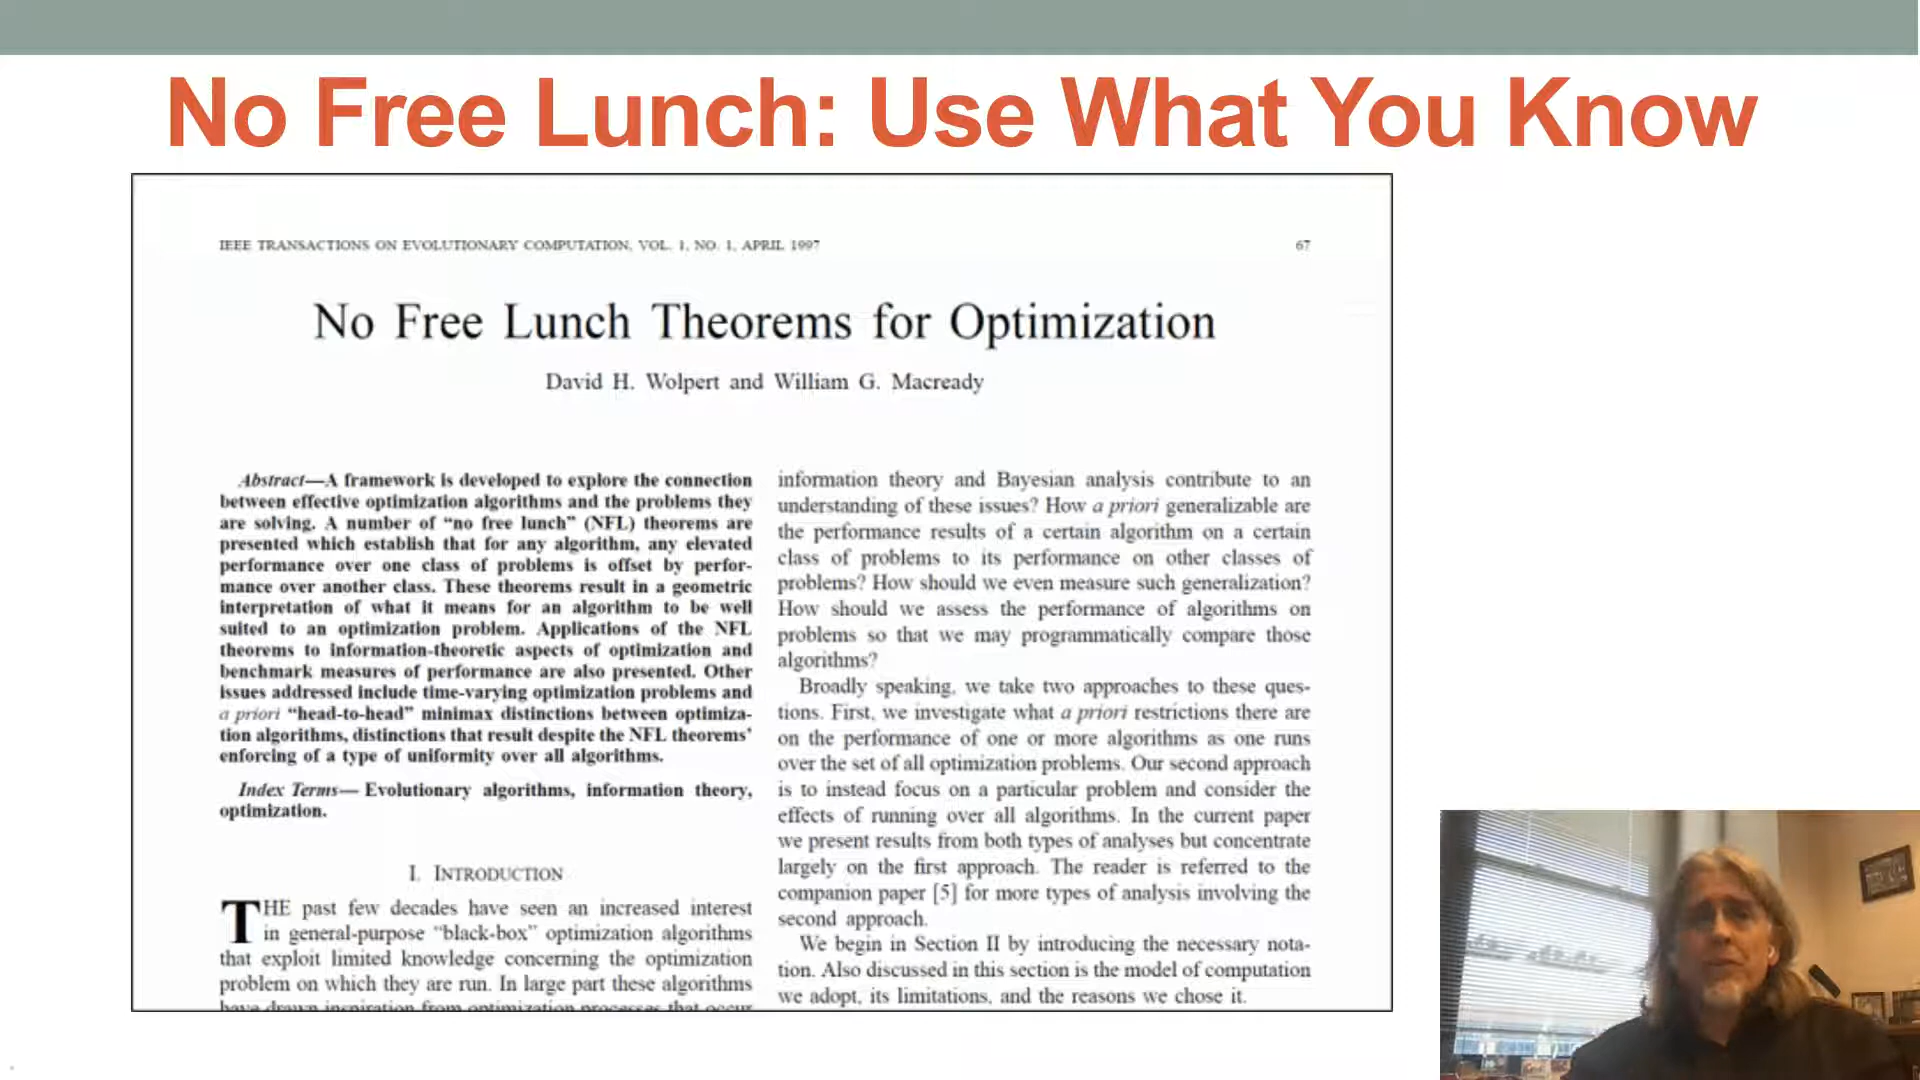 No Free Lunch: Use What You Know
IEEE TRANSACTIONS ON EVOLUTIONARY COMPUTATION, VOL. 1, NO. 1, APRIL 1997 67
No Free Lunch Theorems for Optimization
David H. Wolpert and William G. Macready
Abstract—A framework is developed to explore the connection
between effective optimization algorithms and the problems they
are solving. A number of “no free lunch” (NFL) theorems are
presented which establish that for any algorithm, any elevated
performance over one class of problems is offset by perfor-
mance over another class. These theorems result in a geometric
interpretation of what it means for an algorithm to be well
suited to an optimization problem. Applications of the NFL
theorems to information-theoretic aspects of optimization and
benchmark measures of performance are also presented. Other
issues addressed include time-varying optimization problems and
a priori “head-to-head” minimax distinctions between optimiza-
tion algorithms, distinctions that result despite the NFL theorems’
enforcing of a type of uniformity over all algorithms.
Index Terms— Evolutionary algorithms, information theory,
optimization.
I. INTRODUCTION
THE past few decades have seen an increased interest
in general-purpose “black-box” optimization algorithms
that exploit limited knowledge concerning the optimization
problem on which they are run. In large part these algorithms
have drawn inspiration from optimization processes that occur
information theory and Bayesian analysis contribute to an
understanding of these issues? How a priori generalizable are
the performance results of a certain algorithm on a certain
class of problems to its performance on other classes of
problems? How should we even measure such generalization?
How should we assess the performance of algorithms on
problems so that we may programmatically compare those
algorithms?
Broadly speaking, we take two approaches to these ques-
tions. First, we investigate what a priori restrictions there are
on the performance of one or more algorithms as one runs
over the set of all optimization problems. Our second approach
is to instead focus on a particular problem and consider the
effects of running over all algorithms. In the current paper
we present results from both types of analyses but concentrate
largely on the first approach. The reader is referred to the
companion paper [5] for more types of analysis involving the
second approach.
We begin in Section II by introducing the necessary nota-
tion. Also discussed in this section is the model of computation
we adopt, its limitations, and the reasons we chose it.